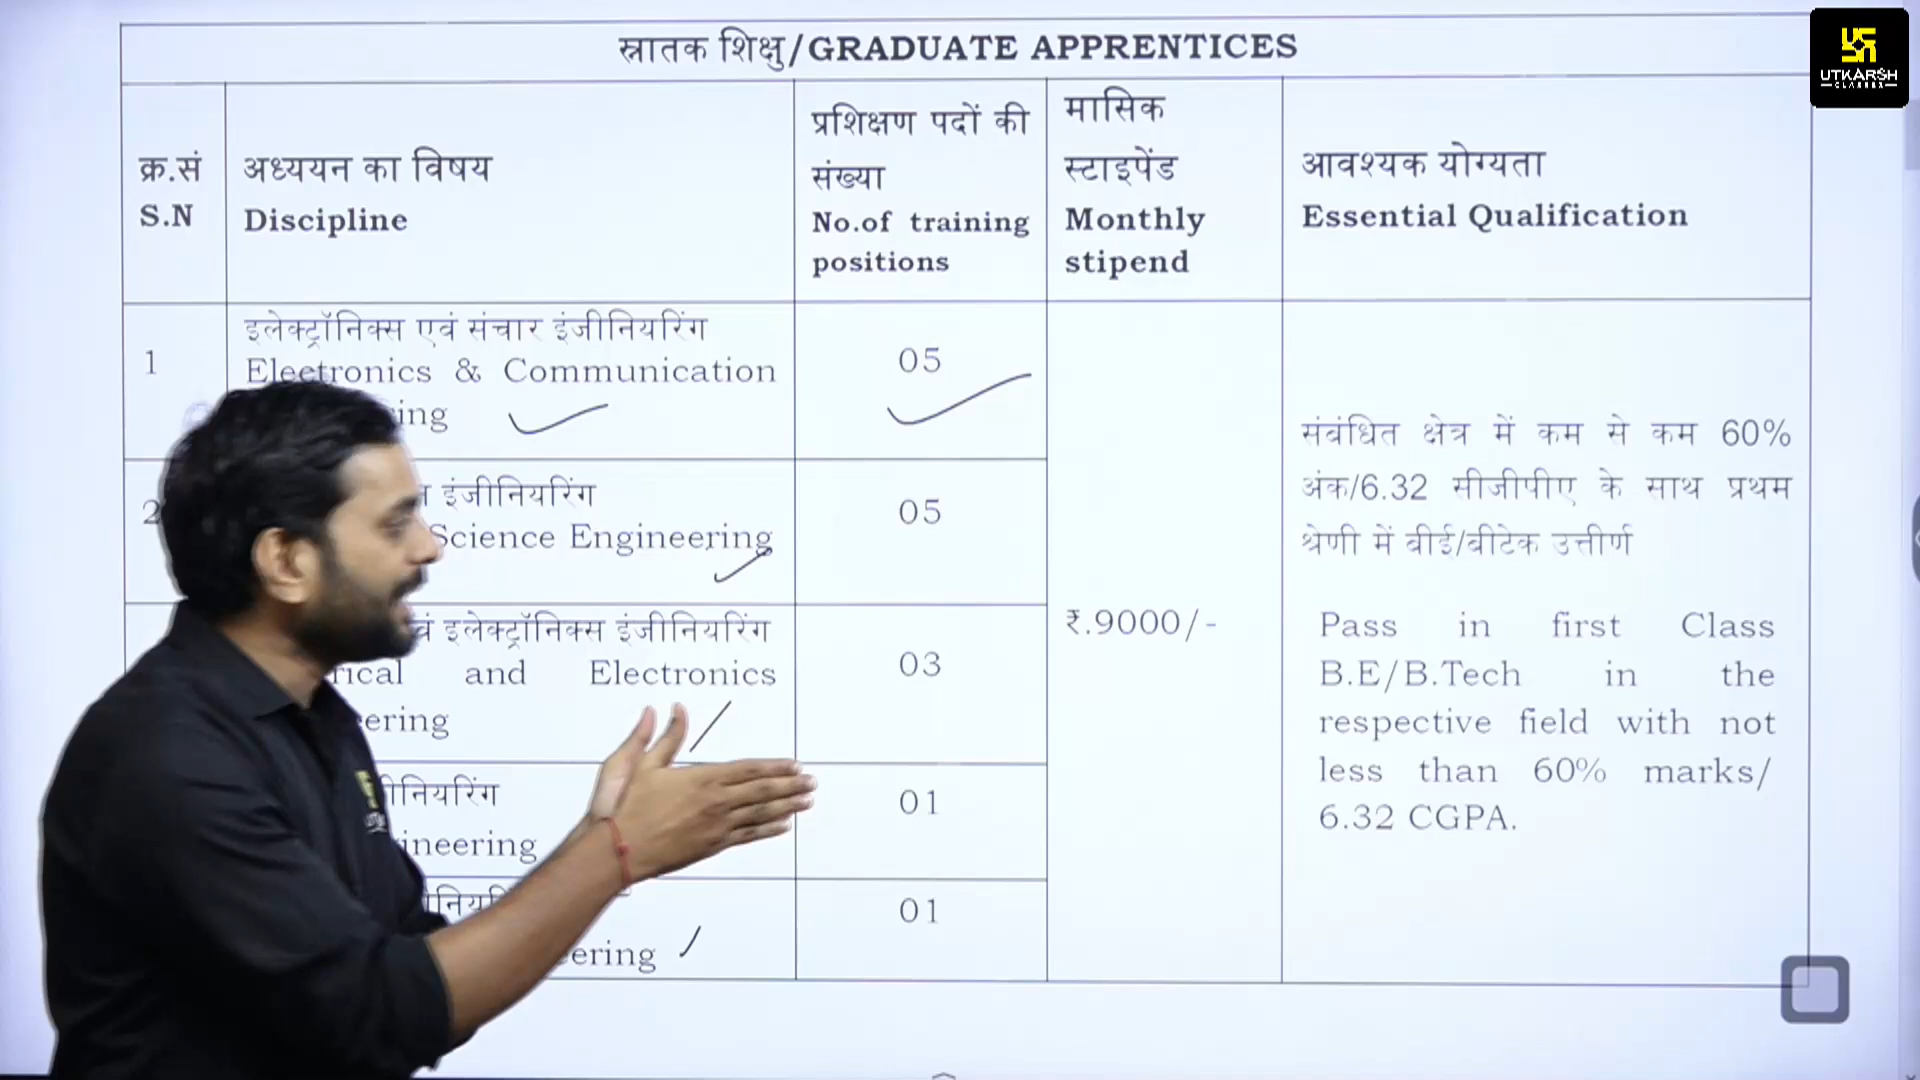 स्नातक शिक्षु/GRADUATE APPRENTICES
UTKARSH
CLASSES
क्र.सं
S.N
अध्ययन का विषय
Discipline
प्रशिक्षण पदों की
संख्या
No.of training
positions
मासिक
स्टाइपेंड
Monthly
stipend
आवश्यक योग्यता
Essential Qualification
1
इलेक्ट्रॉनिक्स एवं संचार इंजीनियरिंग
Electronics & Communication
ing
05
2
इंजीनियरिंग
Science Engineering
05
वं इलेक्ट्रॉनिक्स इंजीनियरिंग
rical and Electronics
ering
03
नियरिंग
ineering
01
ering
01
₹.9000/-
संबंधित क्षेत्र में कम से कम 60%
अंक/6.32 सीजीपीए के साथ प्रथम
श्रेणी में बीई/बीटेक उत्तीर्ण
Pass in first Class
B.E/B.Tech in the
respective field with not
less than 60% marks/
6.32 CGPA.